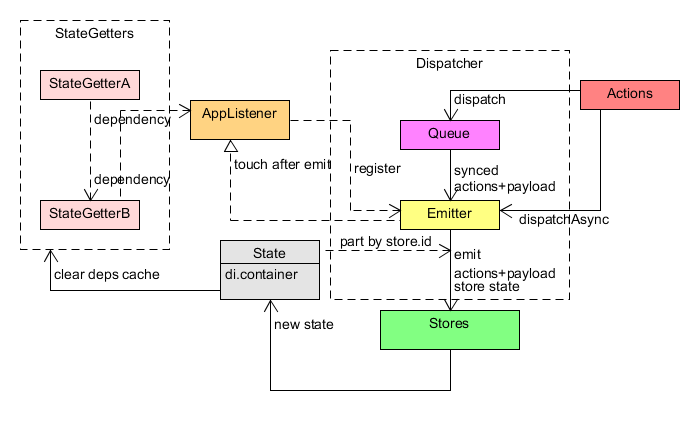 StateGetters
Dispatcher
StateGetterA
Actions
dispatch
AppListener
dependency
Queue
touch after emit
register
synced
actions+payload
dependency
StateGetterB
Emitter
dispatchAsync
State
part by store.id
emit
di.container
clear deps cache
actions+payload
store state
new state
Stores